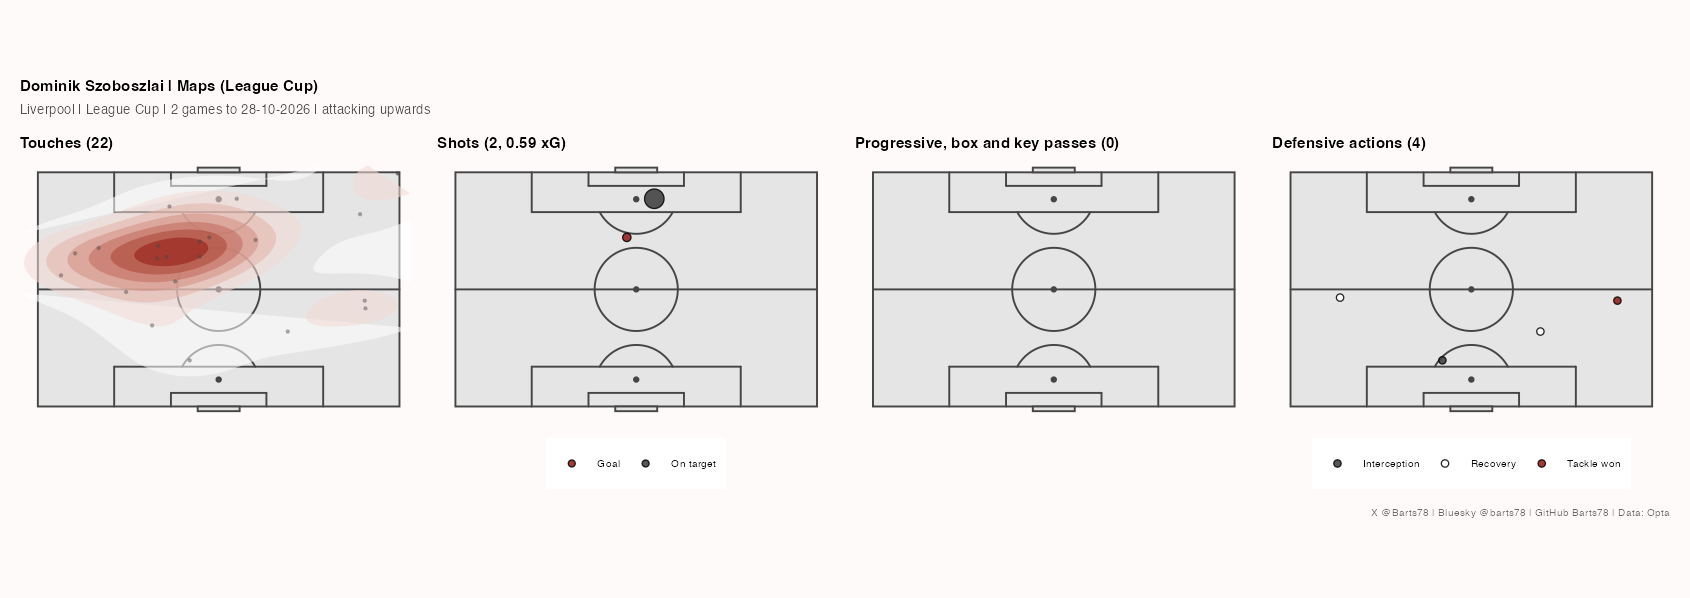 Dominik Szoboszlai | Maps (League Cup)
Liverpool | League Cup | 2 games to 28-10-2026 | attacking upwards
Touches (22)
Shots (2, 0.59 xG)
Progressive, box and key passes (0)
Defensive actions (4)
Goal
On target
Interception
Recovery
Tackle won
X @Barts78 | Bluesky @barts78 | GitHub Barts78 | Data: Opta